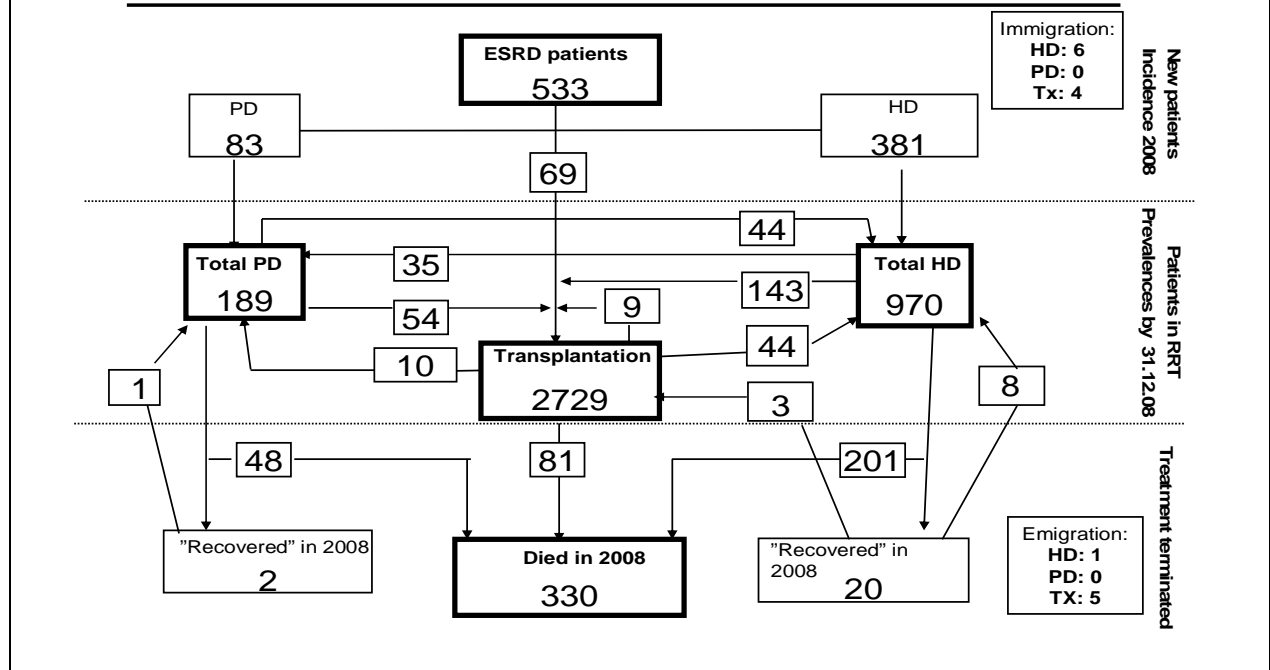 Immigration:
HD: 6
PD: 0
Tx: 4
ESRD patients
533
PD
83
HD
381
69
New patients
Incidence 2008
44
35
Total PD
189
Total HD
970
143
9
54
44
10
Transplantation
2729
1
3
8
Patients in RRT
Prevalences by 31.12.08
48
81
201
"Recovered" in 2008
2
Died in 2008
330
"Recovered" in
2008
20
Emigration:
HD: 1
PD: 0
TX: 5
Treatment terminated